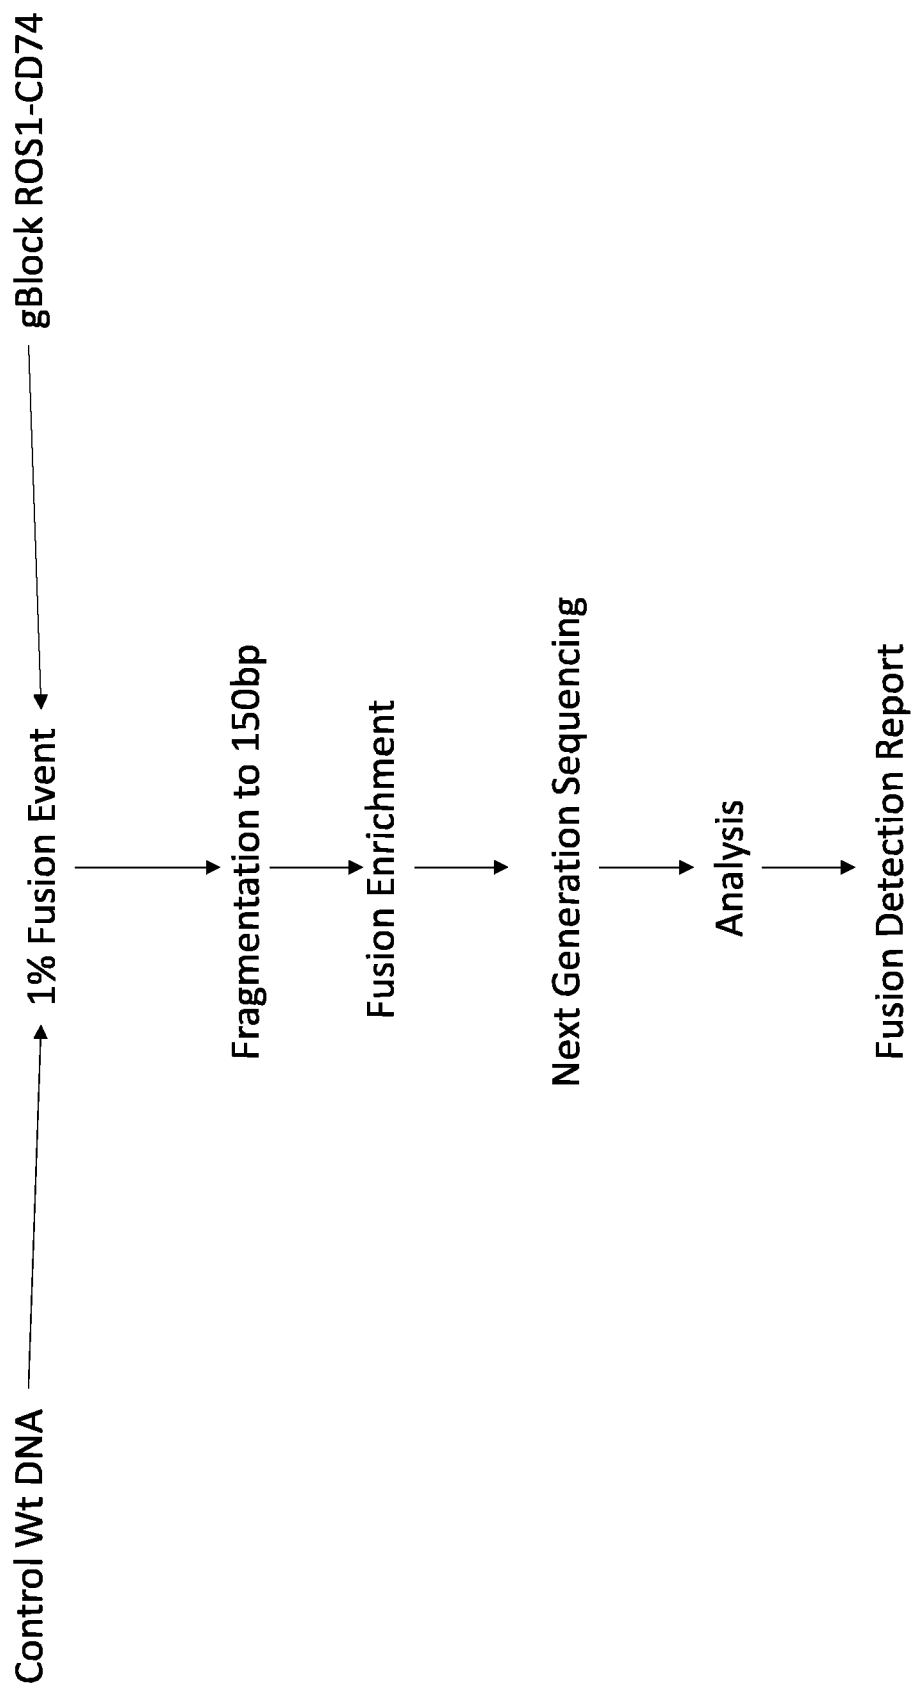 Control Wt DNA
1% Fusion Event
gBlock ROS1-CD74
Fragmentation to 150bp
Fusion Enrichment
Next Generation Sequencing
Analysis
Fusion Detection Report